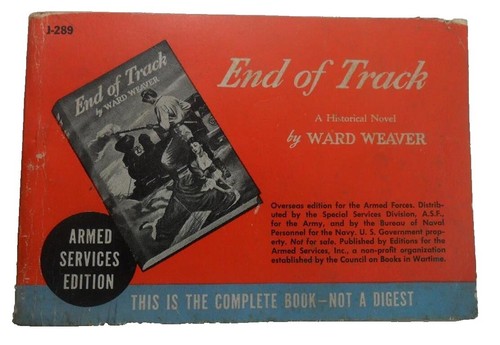 J-289
End of Track
by WARD WEAVER
End of Track
A Historical Novel
by WARD WEAVER
Overseas edition for the Armed Forces. Distrib-
uted by the Special Services Division, A.S.F.,
for the Army, and by the Bureau of Naval
Personnel for the Navy. U. S. Government prop-
erty. Not for sale. Published by Editions for the
Armed Services, Inc., a non-profit organization
established by the Council on Books in Wartime.
ARMED
SERVICES
EDITION
THIS IS THE COMPLETE BOOK—NOT A DIGEST